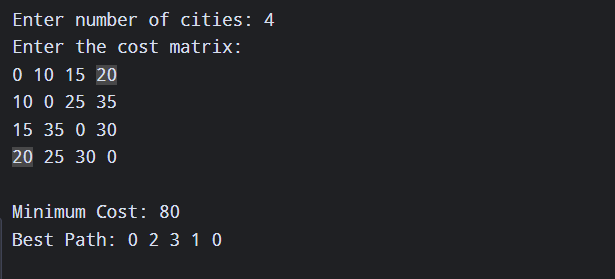 Enter number of cities: 4
Enter the cost matrix:
0 10 15 20
10 0 25 35
15 35 0 30
20 25 30 0
Minimum Cost: 80
Best Path: 0 2 3 1 0